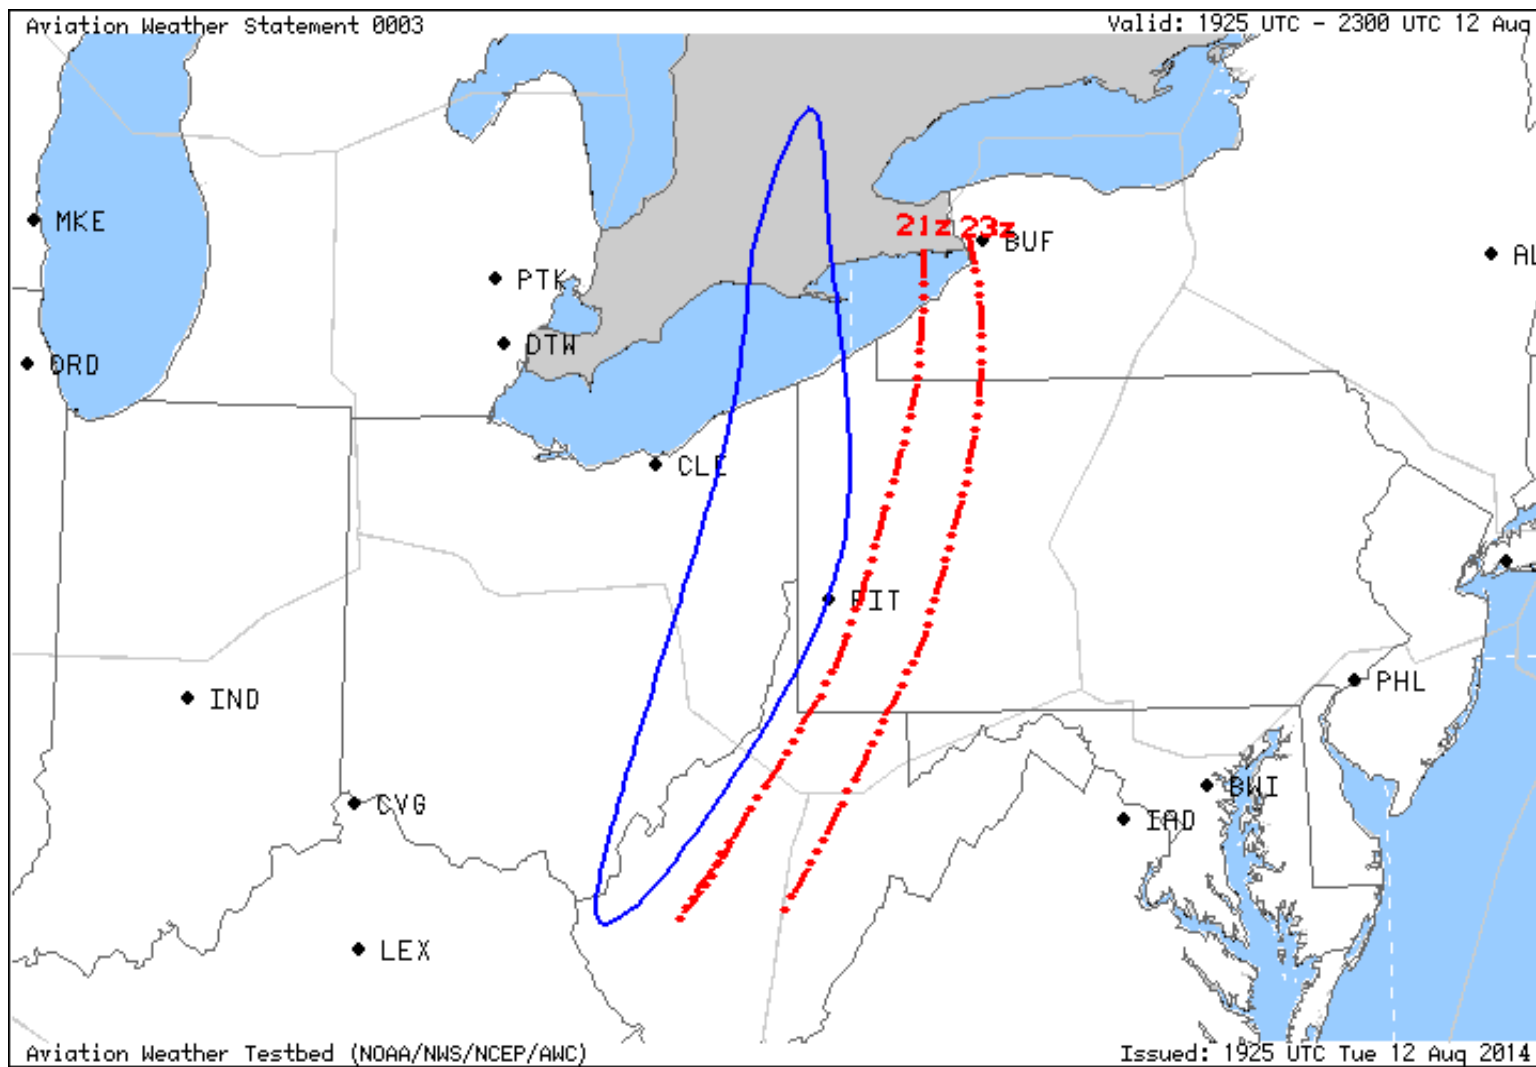 Aviation Weather Statement 0003
Valid: 1925 UTC - 2300 UTC 12 Aug
MKE
21z 23z
BUF
AL
PTK
DTW
ORD
CLE
PIT
PHL
IND
BWI
CVG
IAD
LEX
Aviation Weather Testbed (NOAA/NWS/NCEP/AWC)
Issued: 1925 UTC Tue 12 Aug 2014